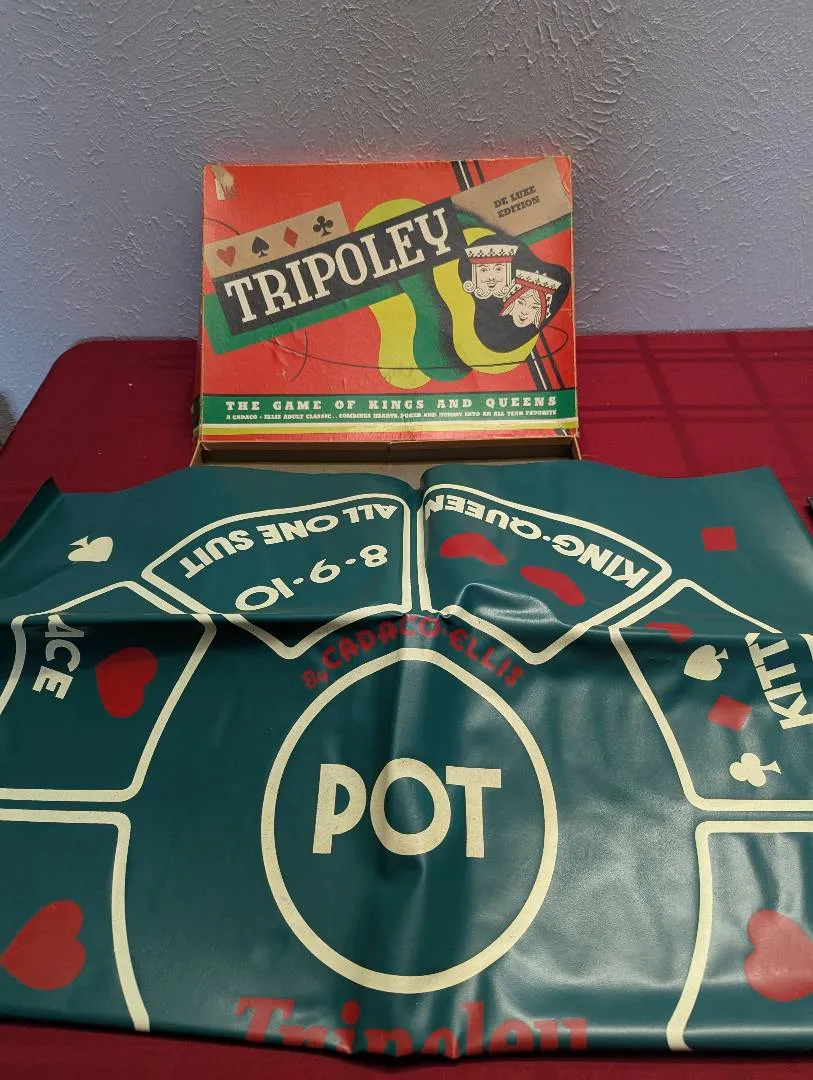 DE LUXE
EDITION
TRIPOLEY
THE GAME OF KINGS AND QUEENS
A CADACO - ELLIS ADULT CLASSIC.. COMBINES HEARTS, POKER AND RUMMY INTO AN ALL YEAR FAVORITE
ALL ONE SUIT
8·9·10
KING·QUEEN
ACE
KITT
By CADACO-ELLIS
POT
Tripoley